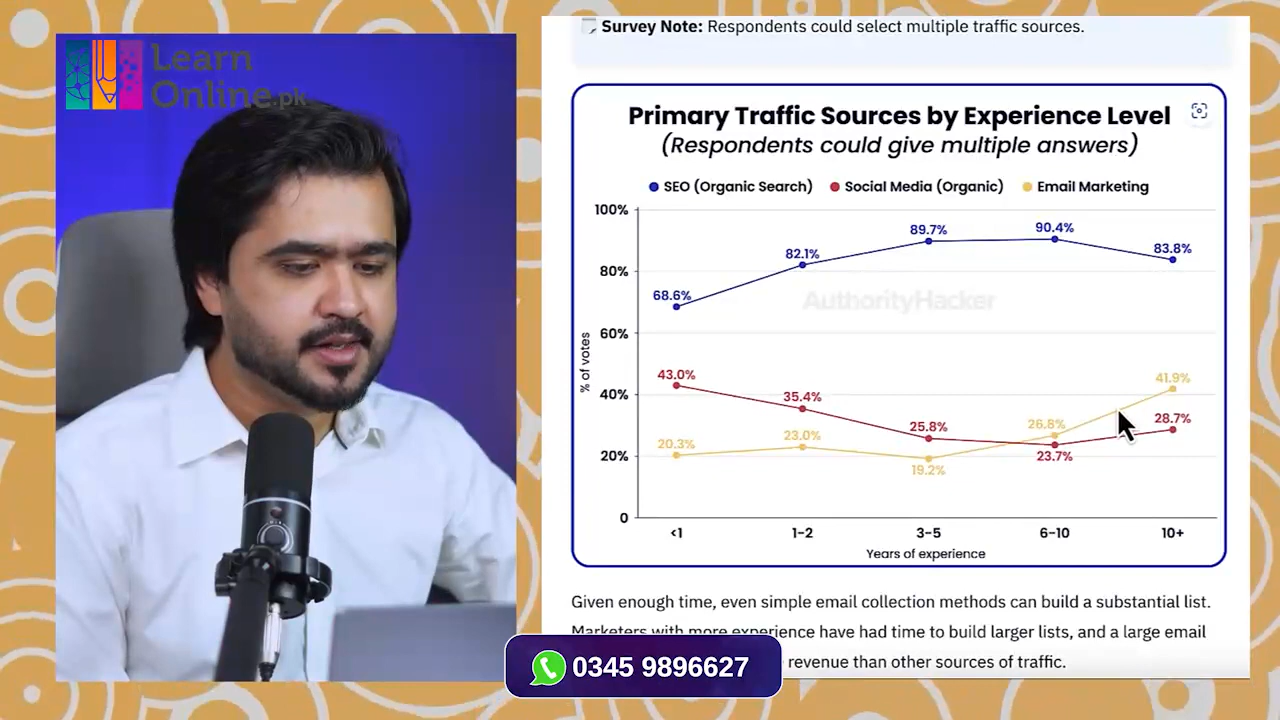 Learn
Online.pk
Survey Note: Respondents could select multiple traffic sources.
Primary Traffic Sources by Experience Level
(Respondents could give multiple answers)
SEO (Organic Search) Social Media (Organic) Email Marketing
100%
80%
60%
40%
20%
0
% of votes
68.6% 82.1% 89.7% 90.4% 83.8%
AuthorityHacker
43.0% 35.4% 25.8% 23.7% 28.7%
20.3% 23.0% 19.2% 26.8% 41.9%
<1 1-2 3-5 6-10 10+
Years of experience
Given enough time, even simple email collection methods can build a substantial list.
Marketers with more experience have had time to build larger lists, and a large email
revenue than other sources of traffic.
0345 9896627